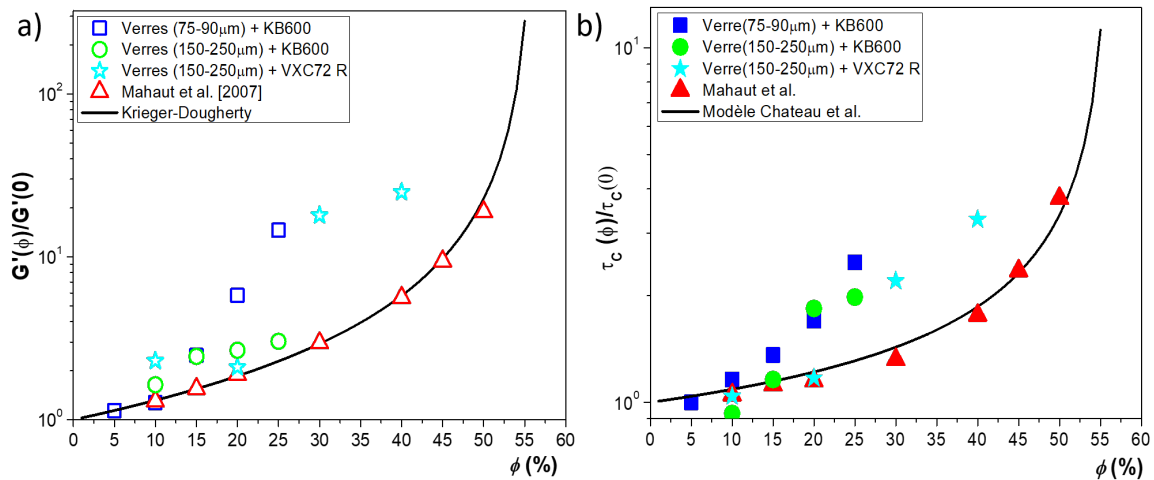 a)
Verres (75-90μm) + KB600
Verres (150-250μm) + KB600
Verres (150-250μm) + VXC72 R
Mahaut et al. [2007]
Krieger-Dougherty
G'(ϕ)/G'(0)
10²
10¹
10⁰
0 5 10 15 20 25 30 35 40 45 50 55 60
ϕ (%)
b)
Verre(75-90μm) + KB600
Verre(150-250μm) + KB600
Verre(150-250μm) + VXC72 R
Mahaut et al.
Modèle Chateau et al.
τc(ϕ)/τc(0)
10¹
10⁰
0 5 10 15 20 25 30 35 40 45 50 55 60
ϕ (%)